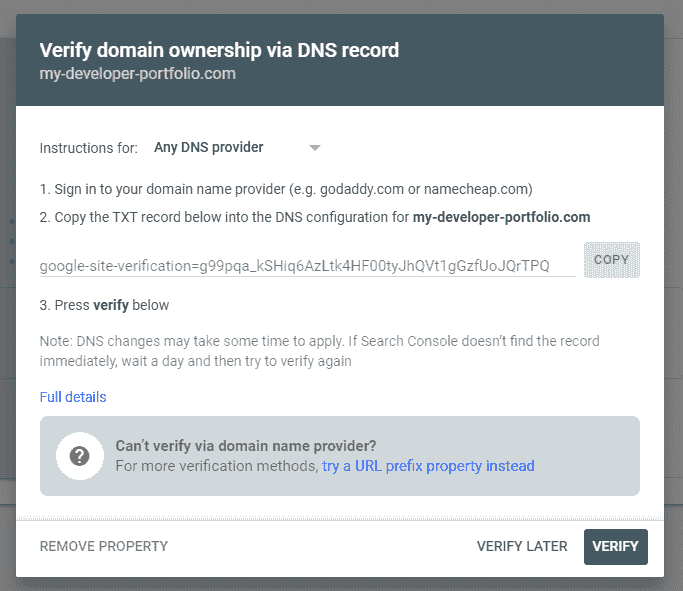 Verify domain ownership via DNS record
my-developer-portfolio.com
Instructions for: Any DNS provider
1. Sign in to your domain name provider (e.g. godaddy.com or namecheap.com)
2. Copy the TXT record below into the DNS configuration for my-developer-portfolio.com
google-site-verification=g99pqa_kSHiq6AzLtk4HF00tyJhQVt1gGzfUoJQrTPQ
COPY
3. Press verify below
Note: DNS changes may take some time to apply. If Search Console doesn't find the record
immediately, wait a day and then try to verify again
Full details
Can't verify via domain name provider?
For more verification methods, try a URL prefix property instead
REMOVE PROPERTY
VERIFY LATER
VERIFY